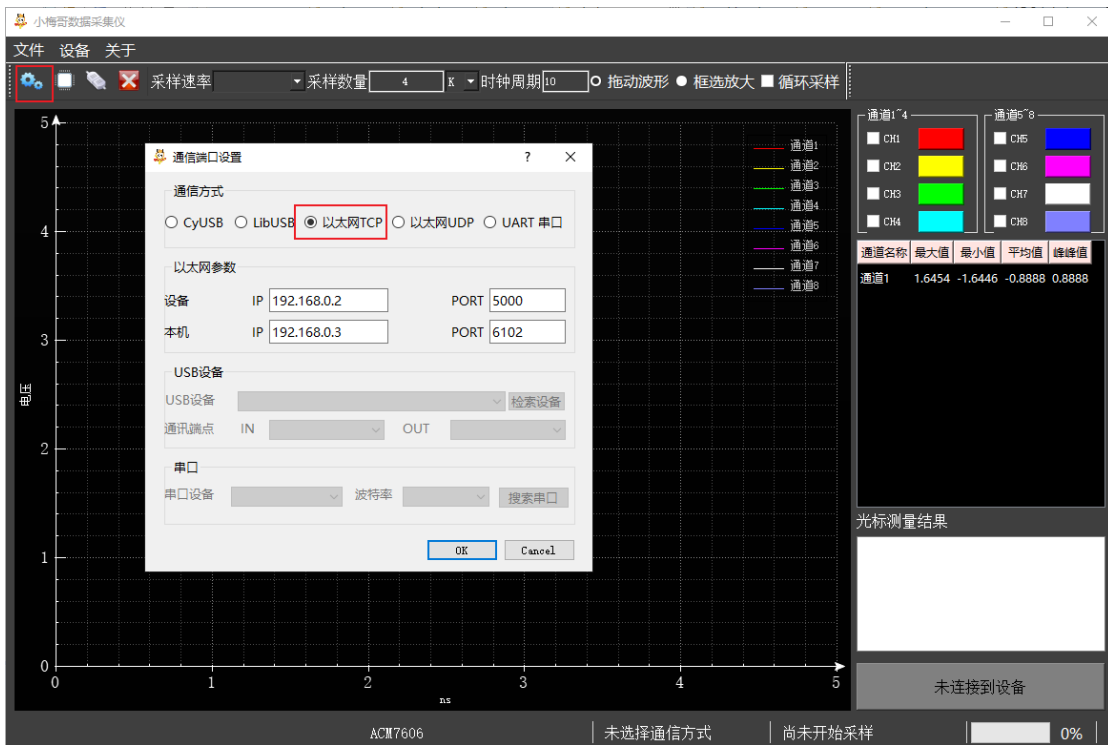 小梅哥数据采集仪
文件 设备 关于
采样速率 采样数量 4 K 时钟周期 10 拖动波形 框选放大 循环采样
通道1~4 通道5~8
CH1 CH5
CH2 CH6
CH3 CH7
CH4 CH8
通道1
通道2
通道3
通道4
通道5
通道6
通道7
通道8
通道名称 最大值 最小值 平均值 峰峰值
通道1 1.6454 -1.6446 -0.8888 0.8888
光标测量结果
未连接到设备
通信端口设置 ?
通信方式
CyUSB LibUSB 以太网TCP 以太网UDP UART 串口
以太网参数
设备 IP 192.168.0.2 PORT 5000
本机 IP 192.168.0.3 PORT 6102
USB设备
USB设备 检索设备
通讯端点 IN OUT
串口
串口设备 波特率 搜索串口
OK Cancel
电压
5
4
3
2
1
0
0 1 2 3 4 5
ns
ACM7606 未选择通信方式 尚未开始采样 0%